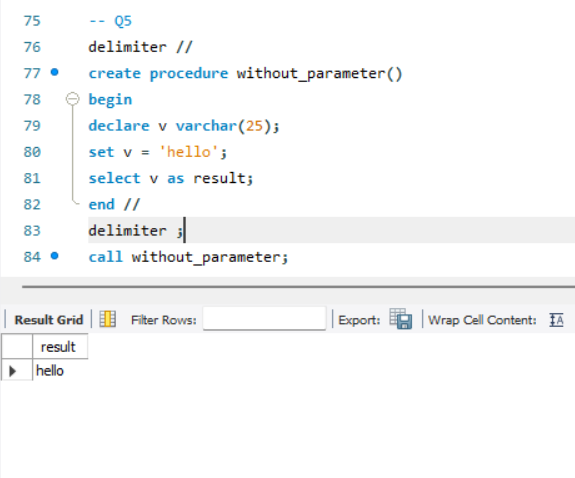 75 -- Q5
76 delimiter //
77 create procedure without_parameter()
78 begin
79 declare v varchar(25);
80 set v = 'hello';
81 select v as result;
82 end //
83 delimiter ;
84 call without_parameter;
Result Grid Filter Rows: Export: Wrap Cell Content: IA
result
hello